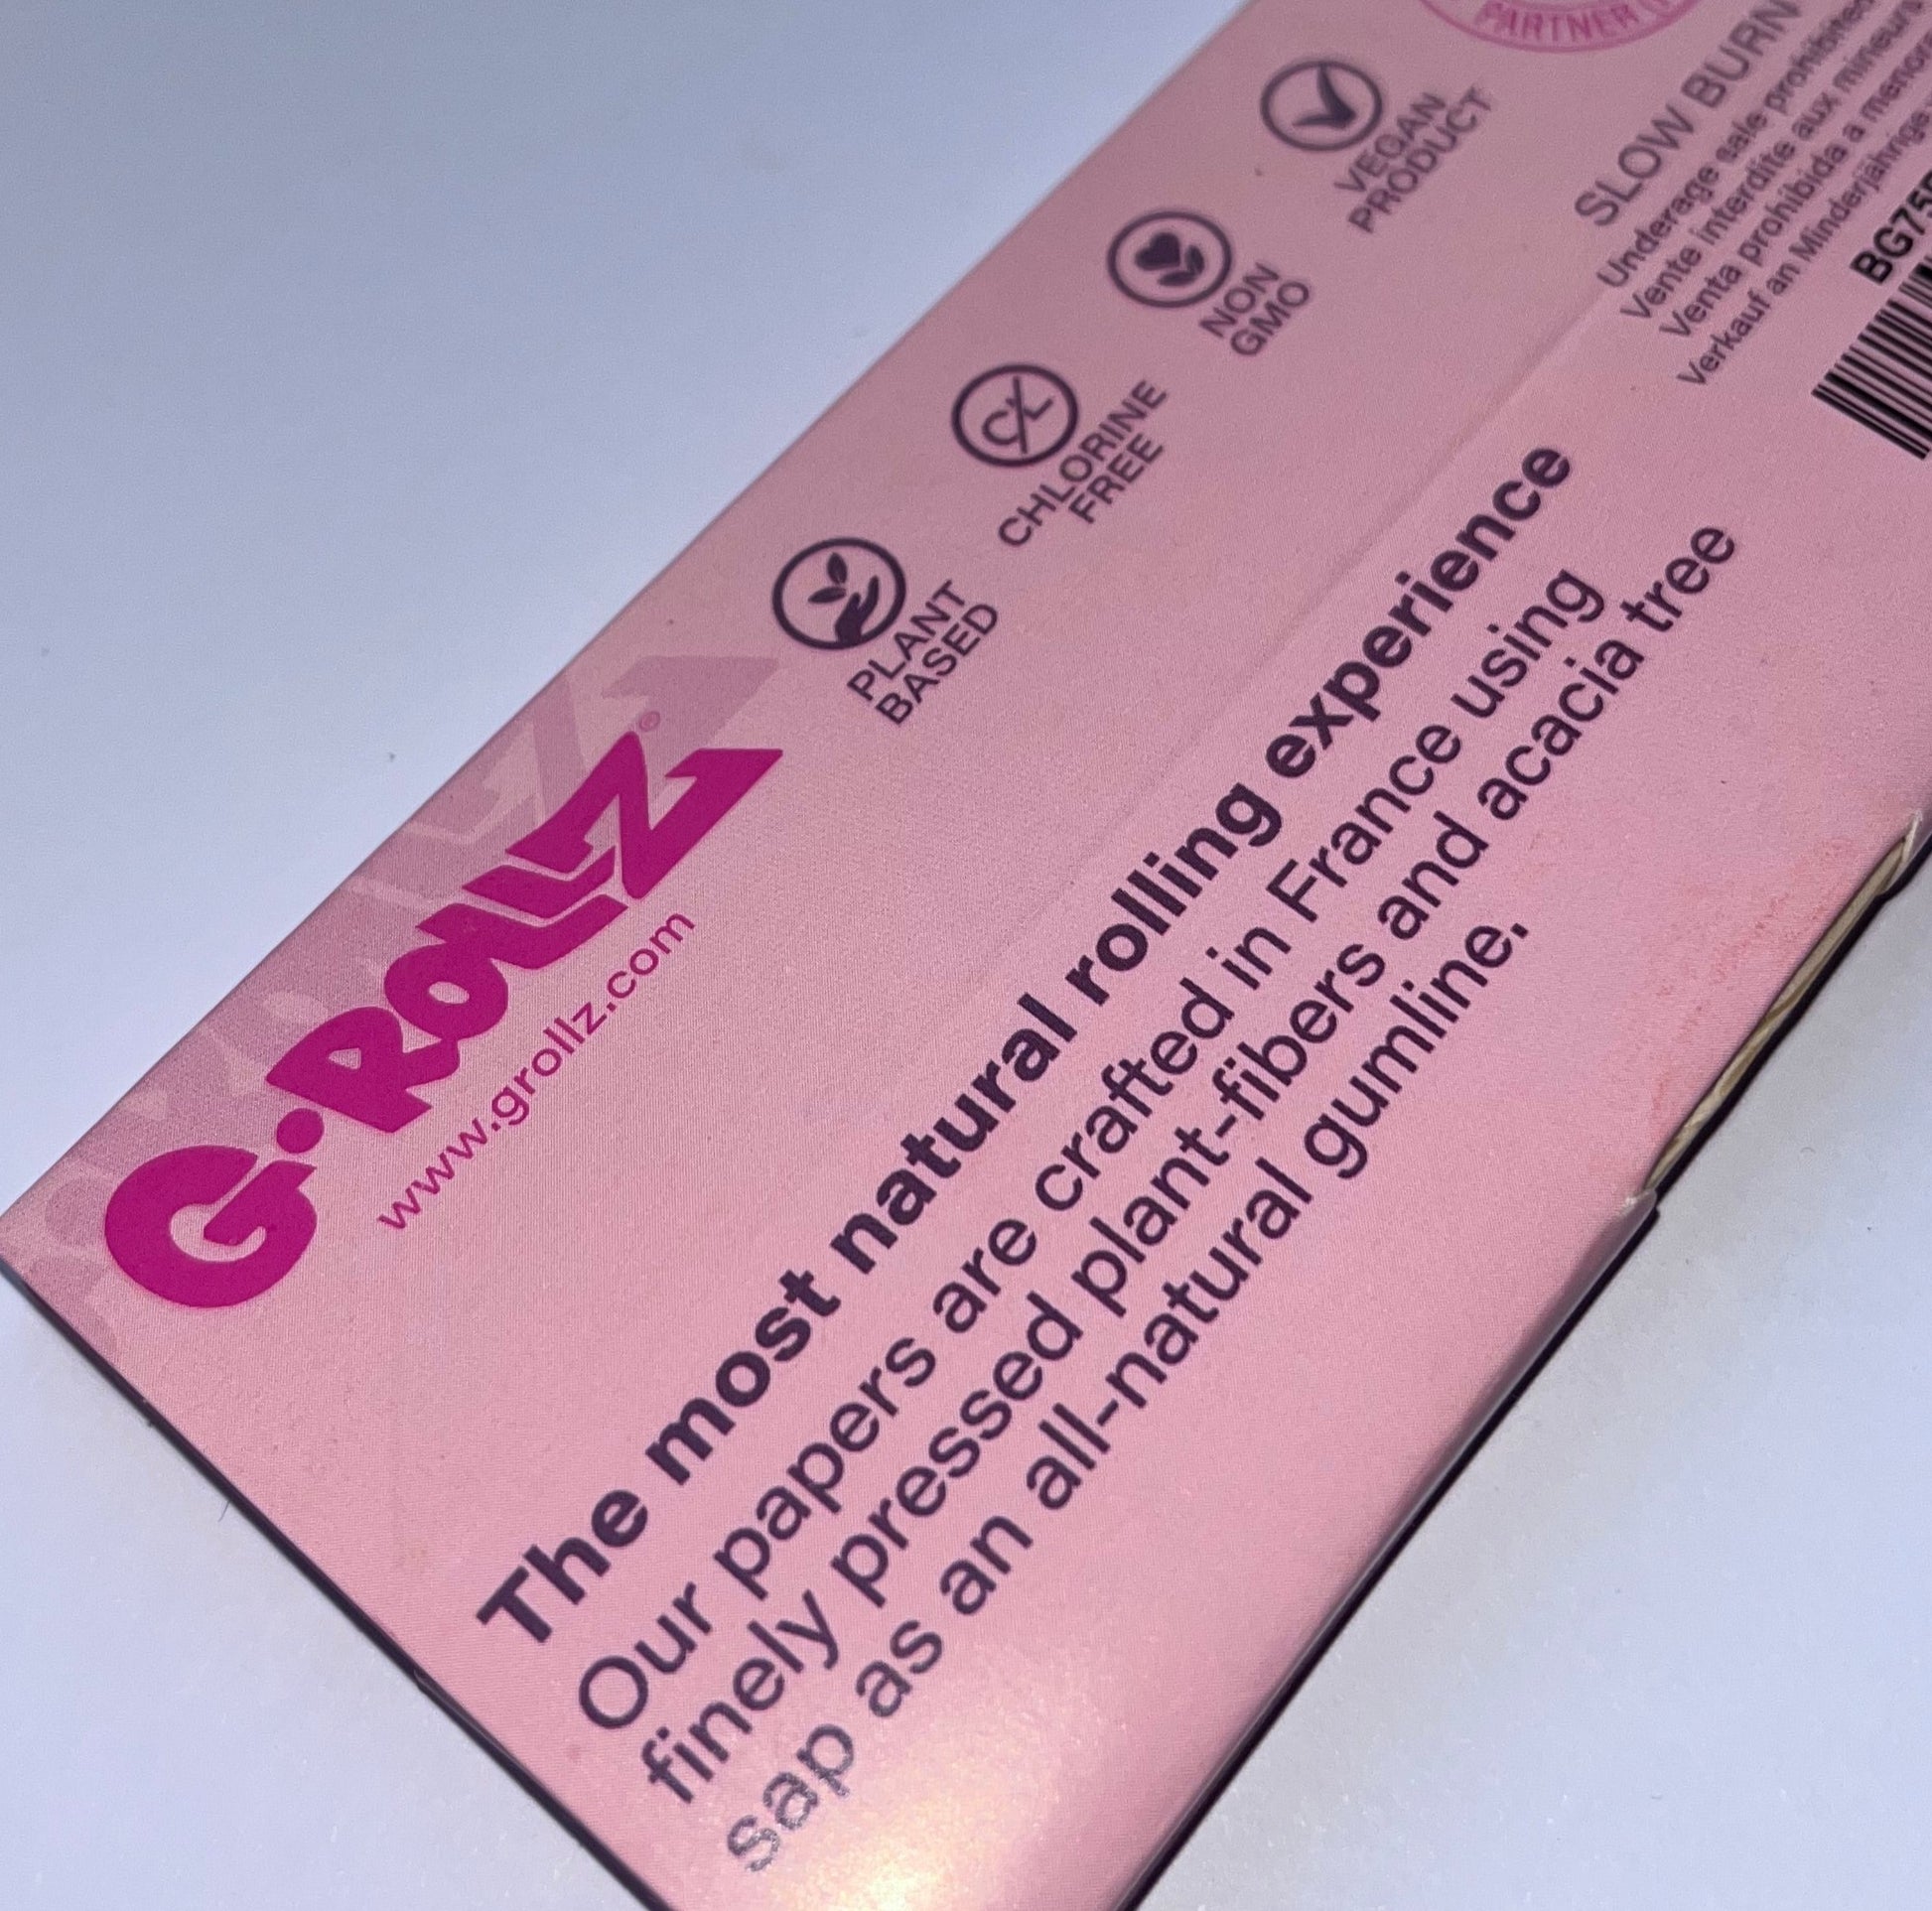 G·ROLLZ®
www.grollz.com
PLANT
BASED
CL
CHLORINE
FREE
NON
GMO
VEGAN
PRODUCT
PARTNER
The most natural rolling experience
Our papers are crafted in France using
finely pressed plant-fibers and acacia tree
sap as an all-natural gumline.
SLOW BURN
Underage sale prohibited
Vente interdite aux mineurs
Venta prohibida a
Verkauf an Minderjährige